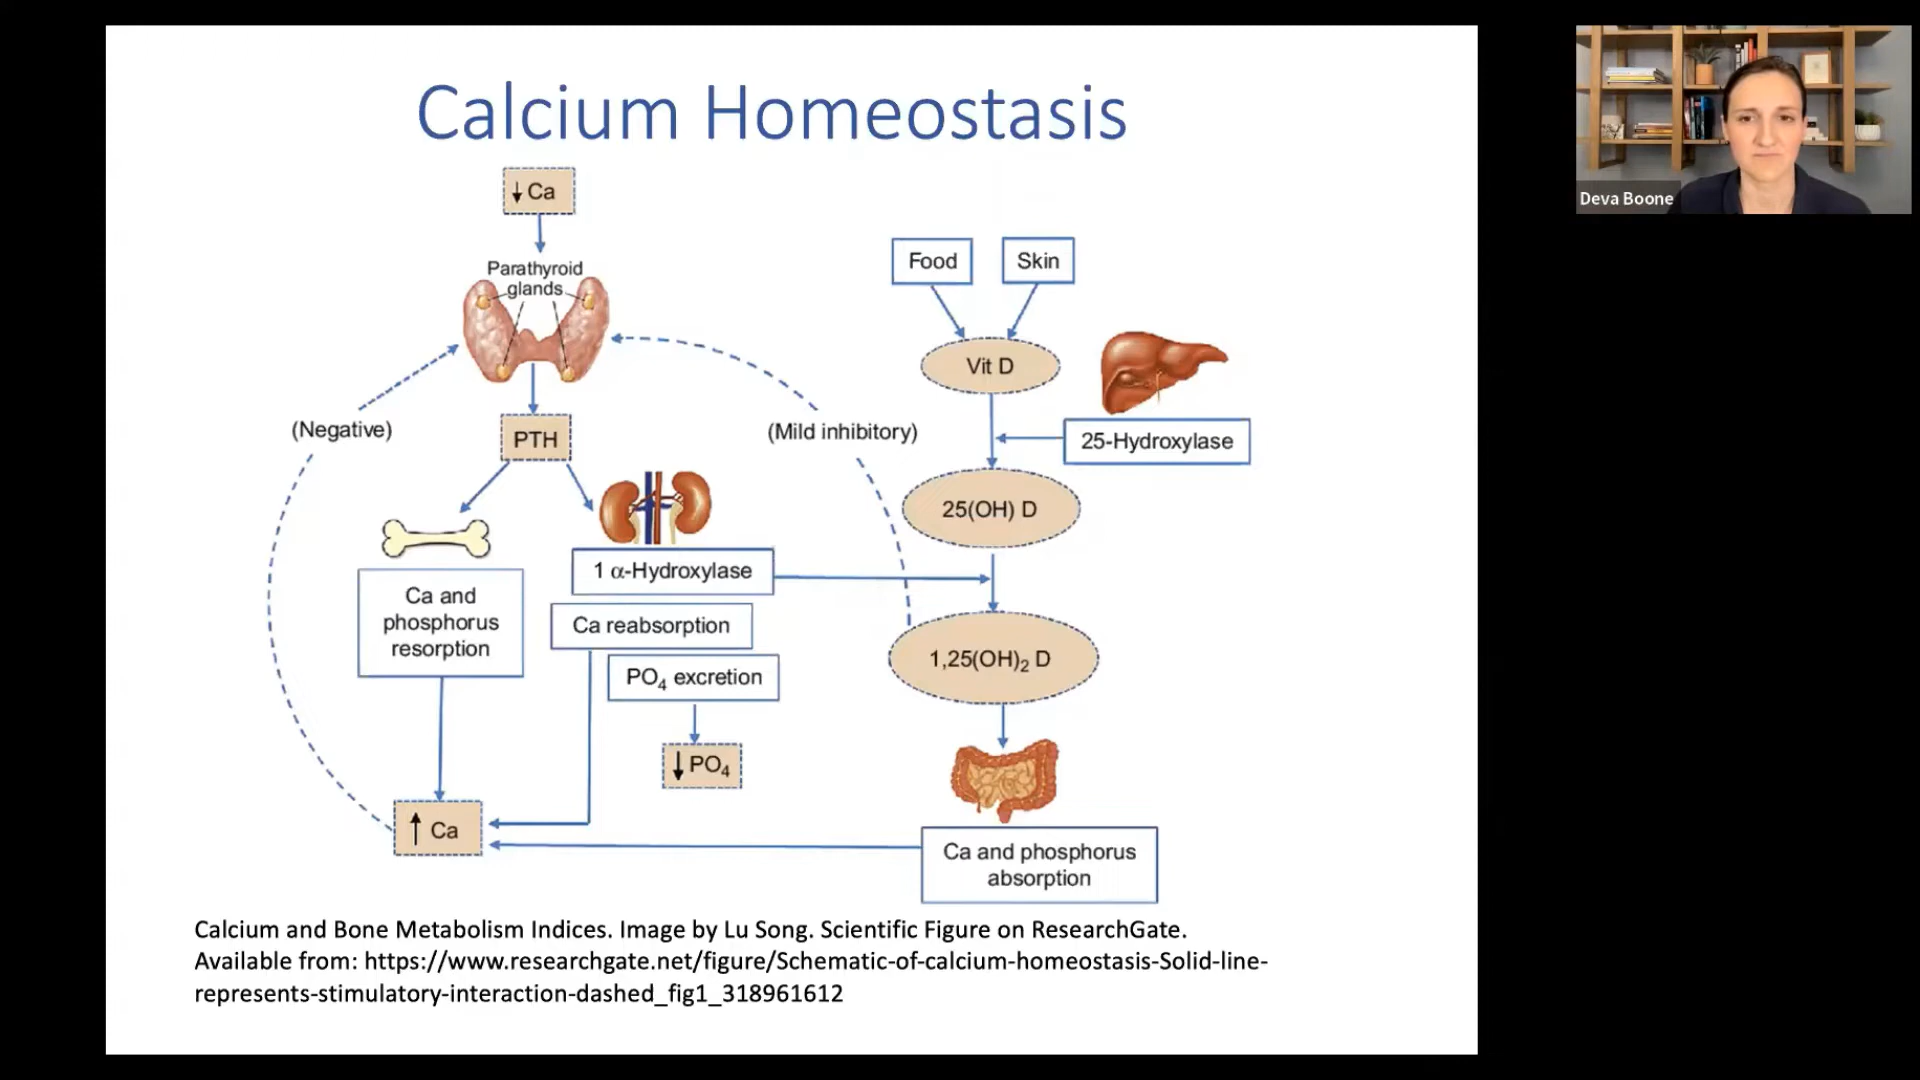 Calcium Homeostasis
↓ Ca
Parathyroid
glands
(Negative)
PTH
Ca and
phosphorus
resorption
1 α-Hydroxylase
Ca reabsorption
PO₄ excretion
↓ PO₄
↑ Ca
(Mild inhibitory)
Food
Skin
Vit D
25-Hydroxylase
25(OH) D
1,25(OH)₂ D
Ca and phosphorus
absorption
Calcium and Bone Metabolism Indices. Image by Lu Song. Scientific Figure on ResearchGate.
Available from: https://www.researchgate.net/figure/Schematic-of-calcium-homeostasis-Solid-line-
represents-stimulatory-interaction-dashed_fig1_318961612
Deva Boone